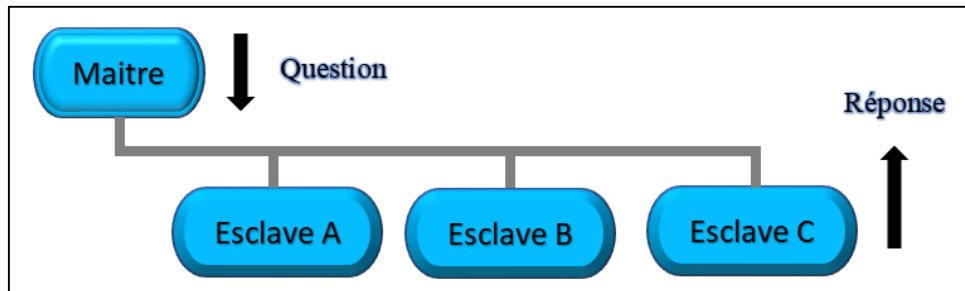 Maitre
Question
Réponse
Esclave A
Esclave B
Esclave C